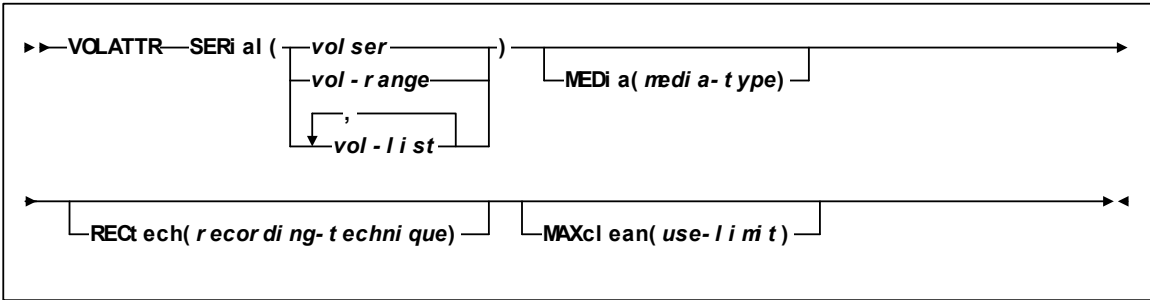 VOLATTR SERial( volser )
vol-range MEDia(media-type)
,
vol-list
RECtech(recording-technique) MAXclean(use-limit)